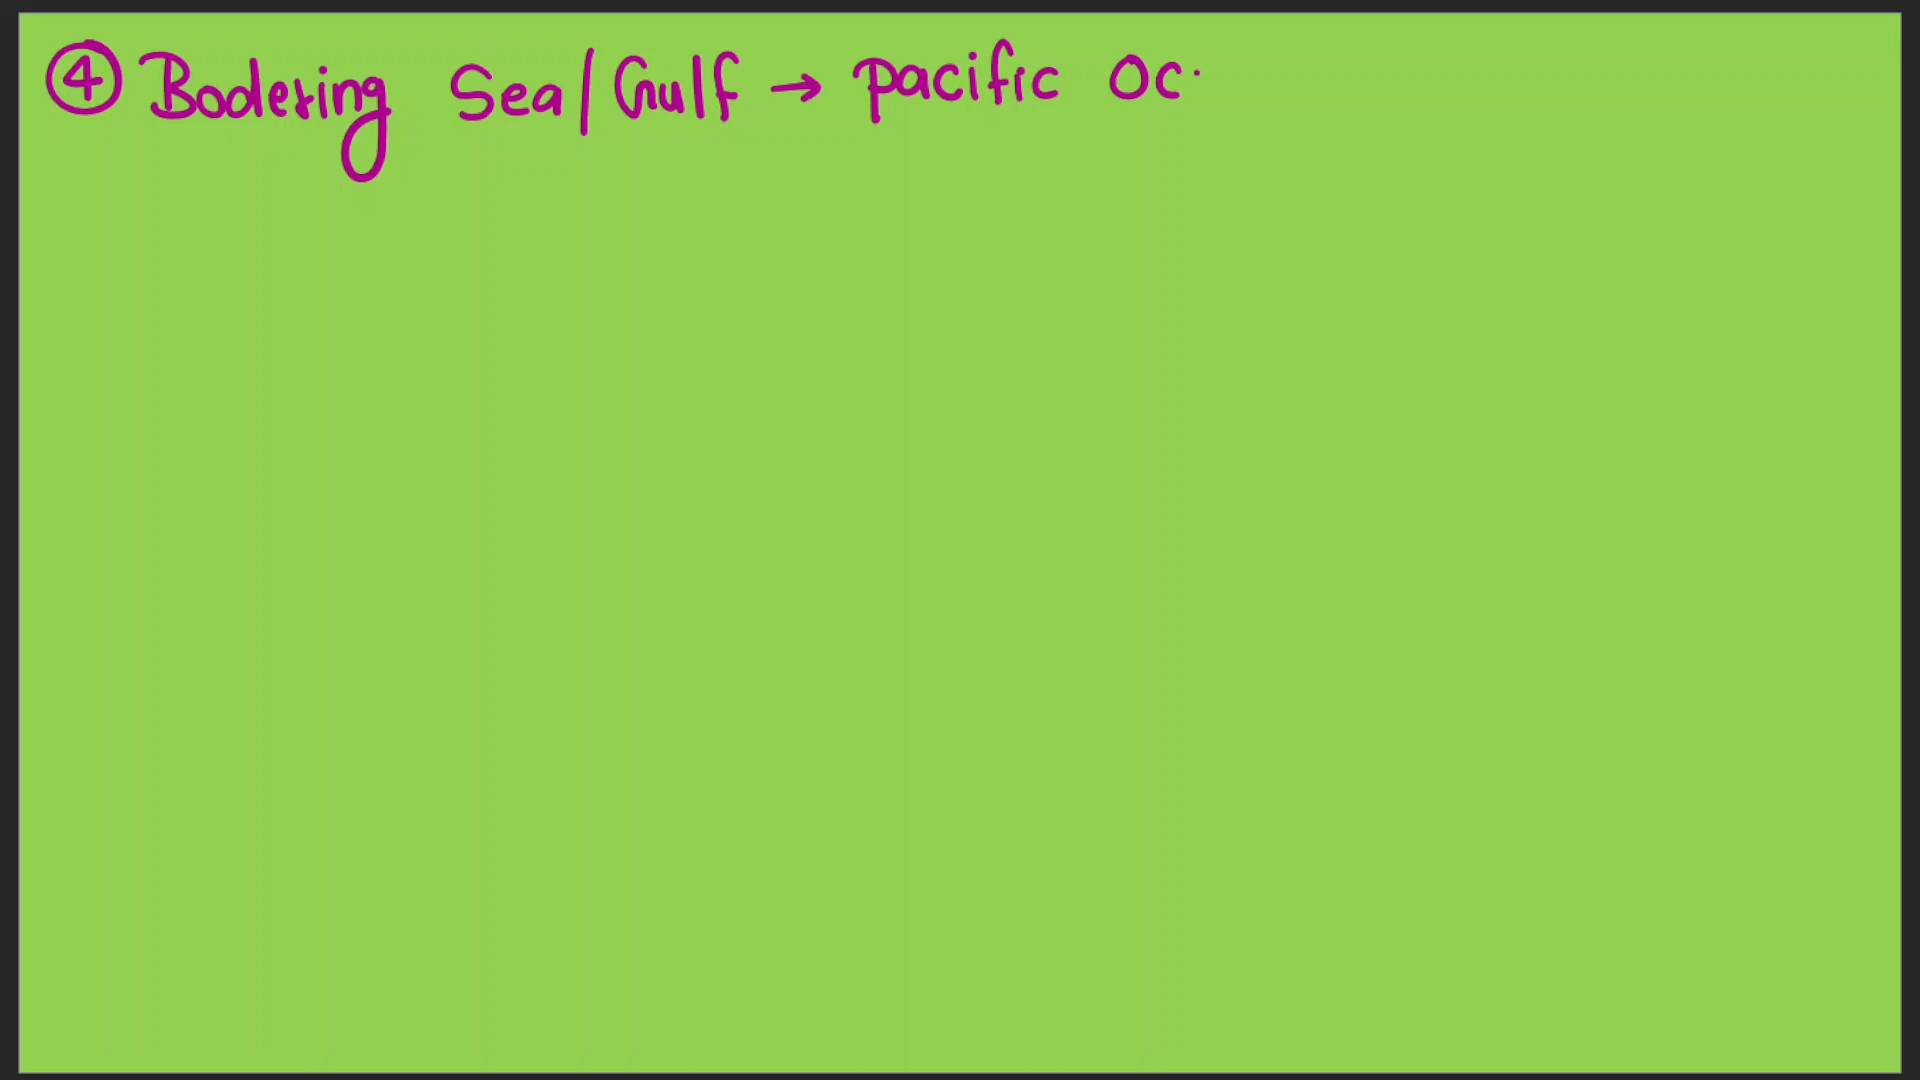 ④ Bodering Sea/Gulf → pacific Oc.